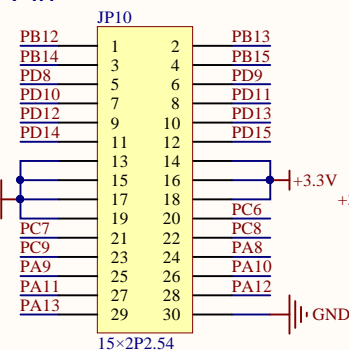 JP10
PB12 1 2 PB13
PB14 3 4 PB15
PD8 5 6 PD9
PD10 7 8 PD11
PD12 9 10 PD13
PD14 11 12 PD15
13 14
15 16 +3.3V
17 18
19 20 PC6
PC7 21 22 PC8
PC9 23 24 PA8
PA9 25 26 PA10
PA11 27 28 PA12
PA13 29 30 GND
15×2P2.54